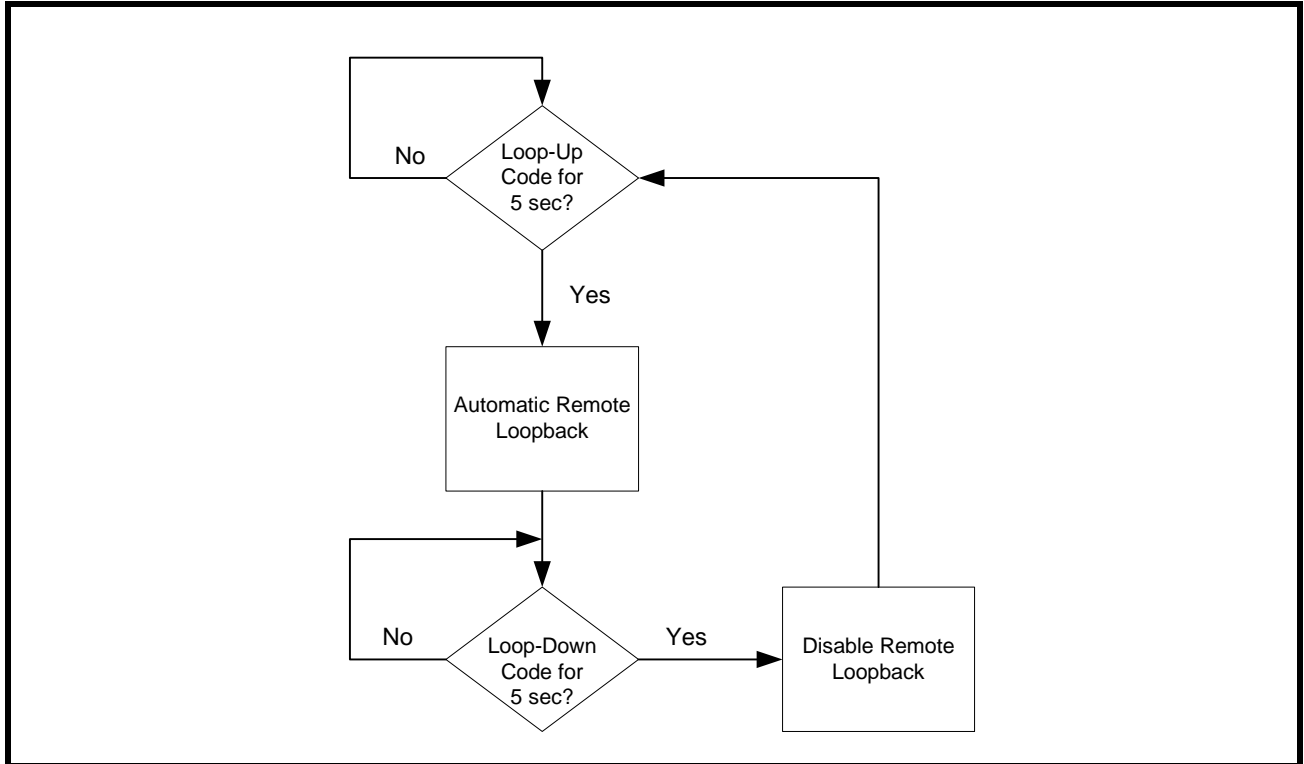 Loop-Up
Code for
5 sec?
No
Yes
Automatic Remote
Loopback
Loop-Down
Code for
5 sec?
No
Yes
Disable Remote
Loopback